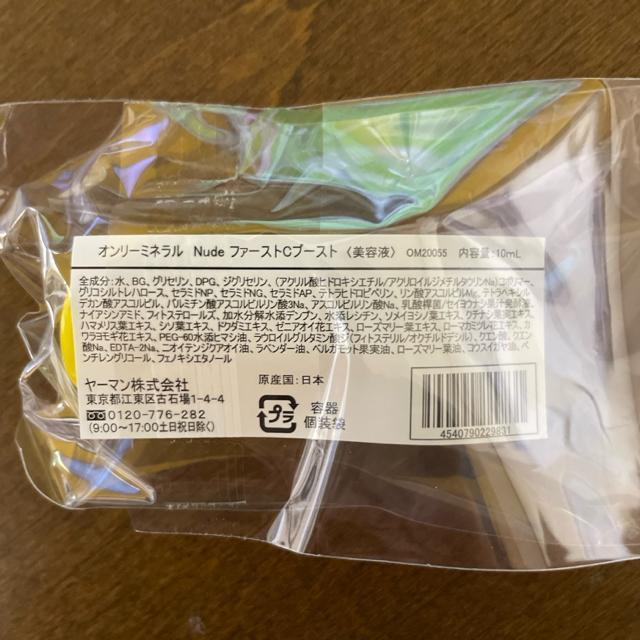 オンリーミネラル Nude ファーストCブースト 〈美容液〉 OM20055 内容量:10mL
全成分:水、BG、グリセリン、DPG、ジグリセリン、(アクリル酸ヒドロキシエチル/アクリロイルジメチルタウリンNa)コポリマー、
グリコシルトレハロース、セラミドNP、セラミドNG、セラミドAP、テトラヒドロピペリン、リン酸アスコルビルMg、テトラヘキシル
デカン酸アスコルビル、パルミチン酸アスコルビルリン酸3Na、アスコルビルリン酸Na、乳酸桿菌/セイヨウナシ果汁発酵液、
ナイアシンアミド、フィトステロールズ、加水分解水添デンプン、水添レシチン、ソメイヨシノ葉エキス、クチナシ果実エキス、
ハマメリス葉エキス、シソ葉エキス、ドクダミエキス、ゼニアオイ花エキス、ローズマリー葉エキス、ローマカミツレ花エキス、カ
ワラヨモギ花エキス、PEG-60水添ヒマシ油、ラウロイルグルタミン酸ジ(フィトステリル/オクチルドデシル)、クエン酸、クエン
酸Na、EDTA-2Na、ニオイテンジクアオイ油、ラベンダー油、ベルガモット果実油、ローズマリー葉油、コウスイガヤ油、ペ
ンチレングリコール、フェノキシエタノール
ヤーマン株式会社
東京都江東区古石場1-4-4
0120-776-282
(9:00~17:00土日祝日除く)
原産国:日本
プラ
容器
個装袋
4540790229831